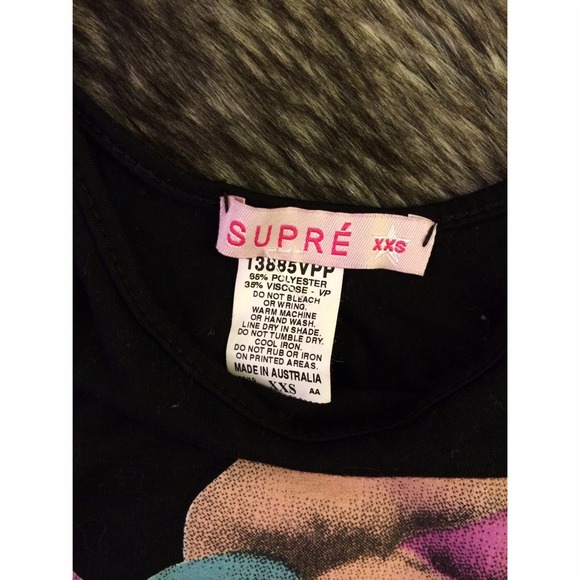 SUPRÉ XXS
13885VPP
65% POLYESTER
35% VISCOSE - VP
DO NOT BLEACH
OR WRING.
WARM MACHINE
OR HAND WASH.
LINE DRY IN SHADE.
DO NOT TUMBLE DRY.
COOL IRON.
DO NOT RUB OR IRON
ON PRINTED AREAS.
MADE IN AUSTRALIA
XXS AA